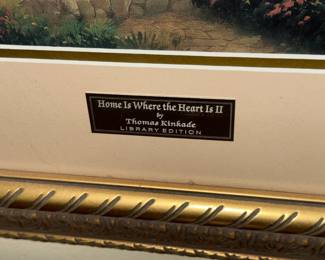 Home Is Where the Heart Is II
by
Thomas Kinkade
LIBRARY EDITION